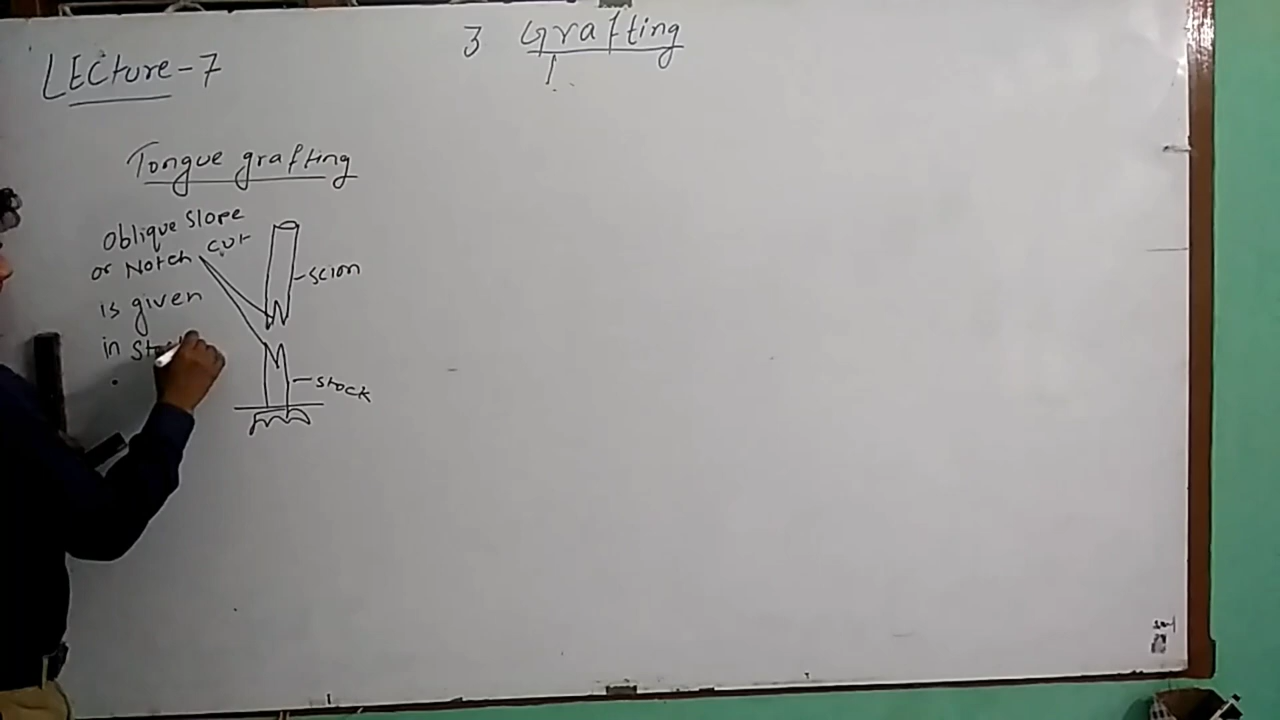 3 Grafting
LECture-7
Tongue grafting
Oblique Slope
or Notch cut
is given
in
scion
stock